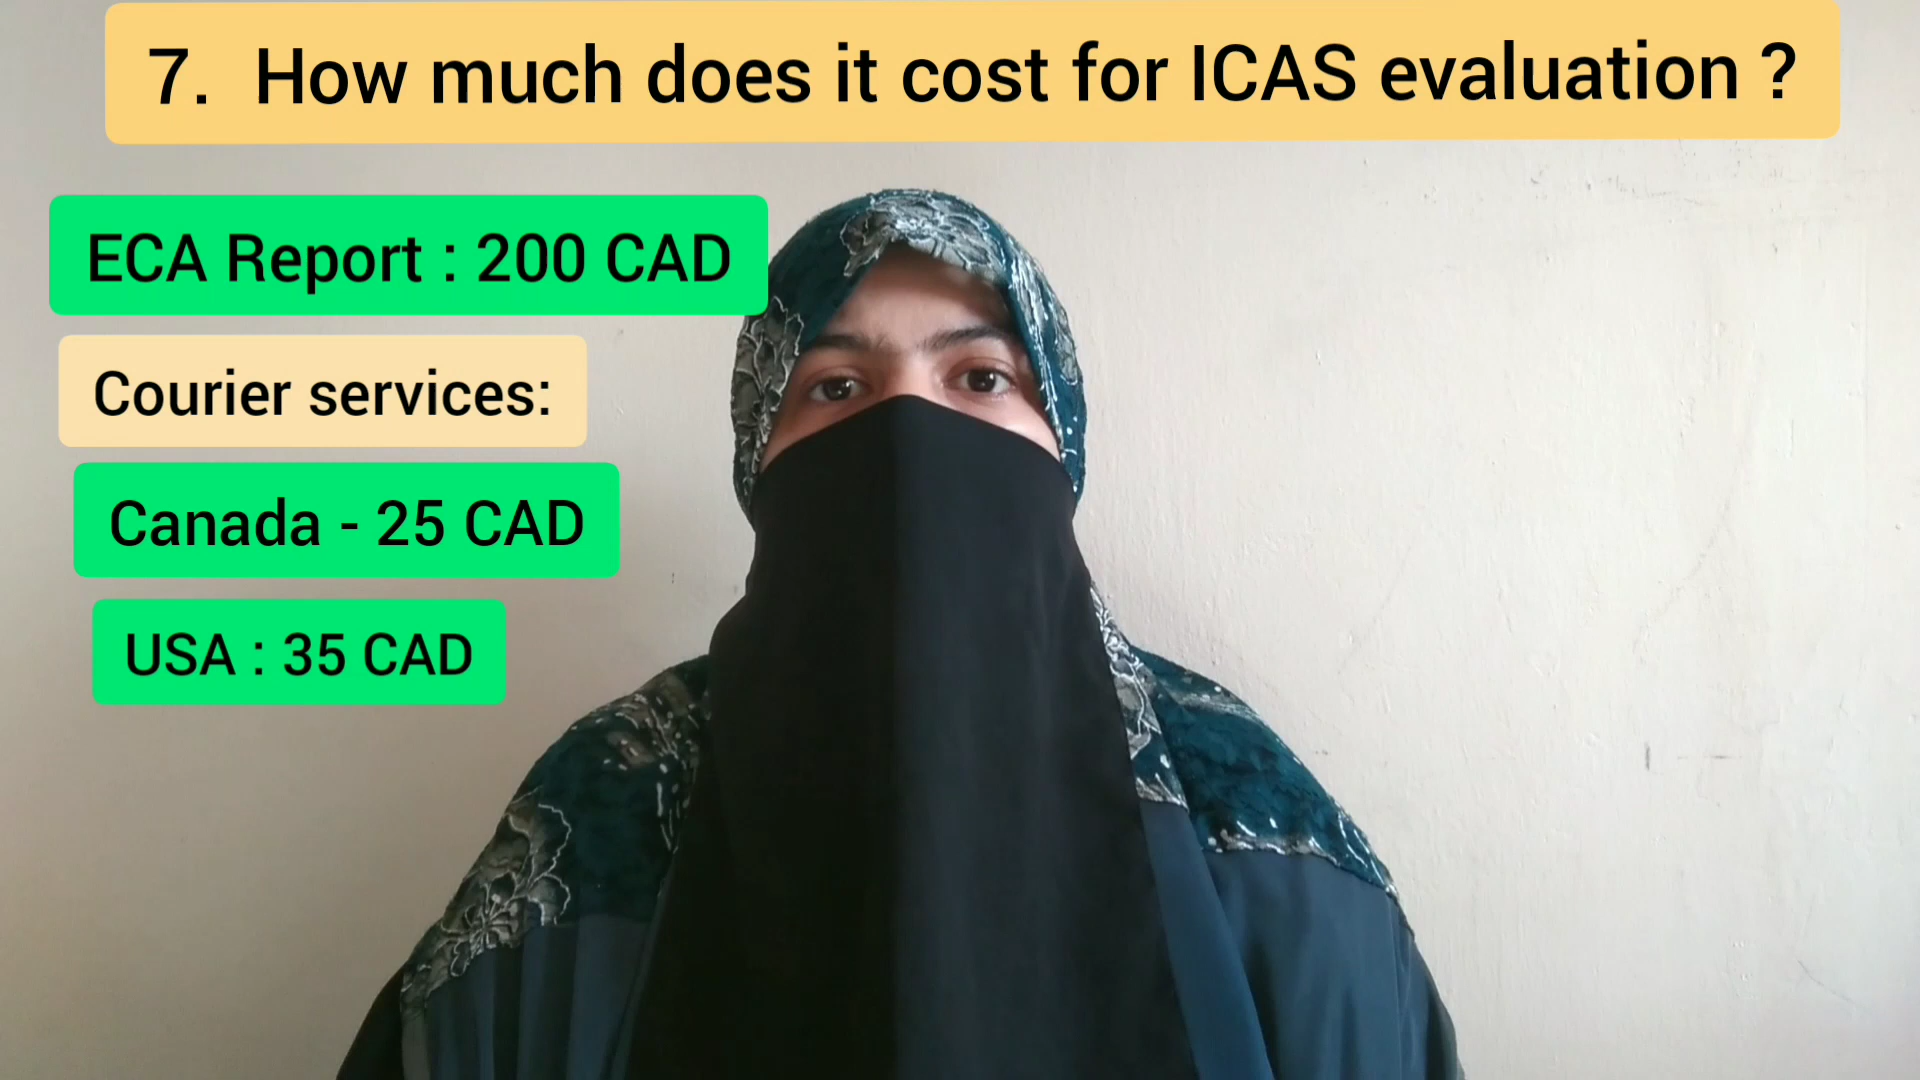 7. How much does it cost for ICAS evaluation ?
ECA Report : 200 CAD
Courier services:
Canada - 25 CAD
USA : 35 CAD